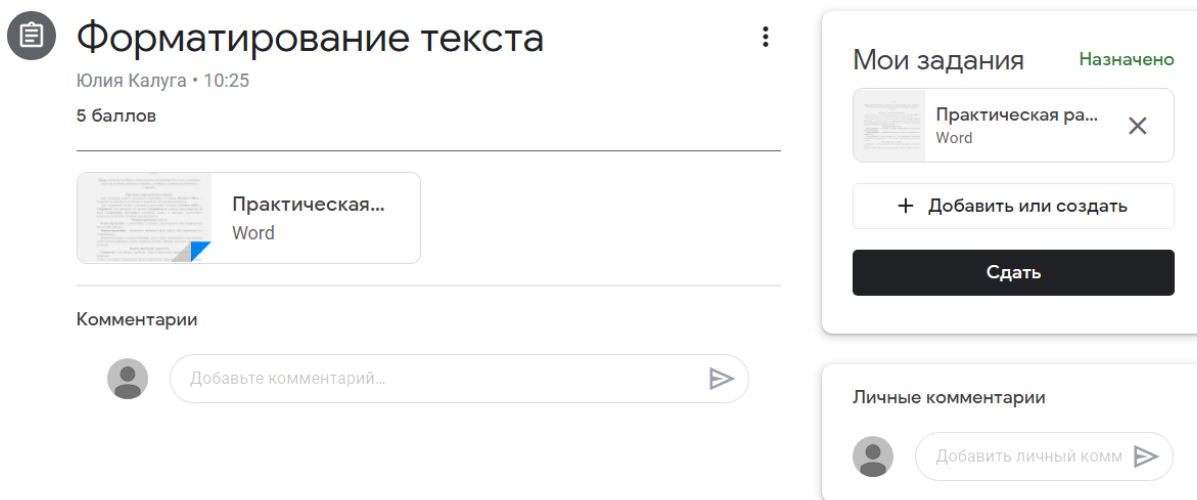 Форматирование текста
Юлия Калуга • 10:25
5 баллов
Практическая...
Word
Комментарии
Добавьте комментарий...
Мои задания
Назначено
Практическая ра...
Word
+ Добавить или создать
Сдать
Личные комментарии
Добавить личный комм